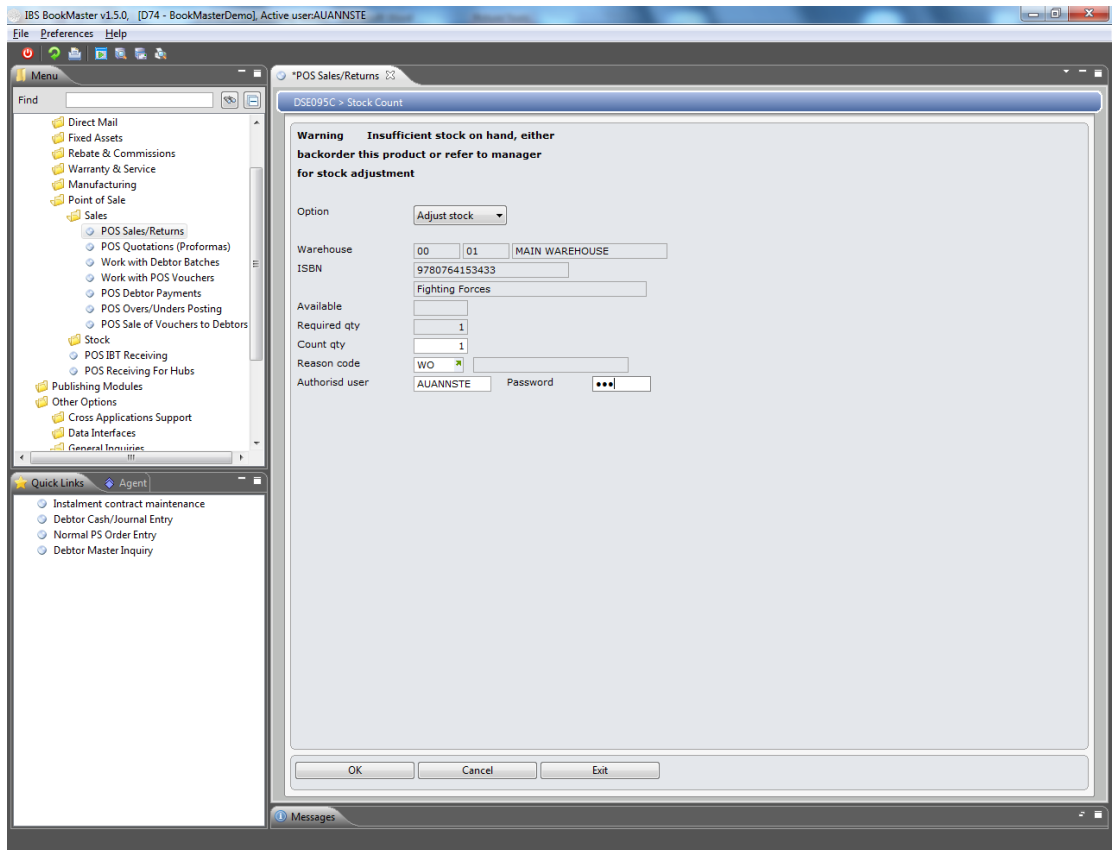 IBS BookMaster v1.5.0, [D74 - BookMasterDemo], Active user:AUANNSTE
File Preferences Help
Menu
Find
Direct Mail
Fixed Assets
Rebate & Commissions
Warranty & Service
Manufacturing
Point of Sale
Sales
POS Sales/Returns
POS Quotations (Proformas)
Work with Debtor Batches
Work with POS Vouchers
POS Debtor Payments
POS Overs/Unders Posting
POS Sale of Vouchers to Debtors
Stock
POS IBT Receiving
POS Receiving For Hubs
Publishing Modules
Other Options
Cross Applications Support
Data Interfaces
General Inquiries
Quick Links Agent
Instalment contract maintenance
Debtor Cash/Journal Entry
Normal PS Order Entry
Debtor Master Inquiry
*POS Sales/Returns
DSE095C > Stock Count
Warning Insufficient stock on hand, either
backorder this product or refer to manager
for stock adjustment
Option Adjust stock
Warehouse 00 01 MAIN WAREHOUSE
ISBN 9780764153433
Fighting Forces
Available
Required qty 1
Count qty 1
Reason code WO
Authorisd user AUANNSTE Password •••
OK Cancel Exit
Messages